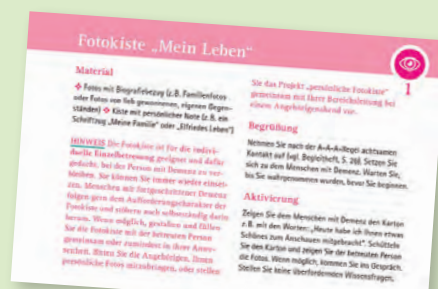 Fotokiste „Mein Leben“
Material
✤ Fotos mit Biografiebezug (z.B. Familienfotos
oder Fotos von lieb gewonnenen, eigenen Gegen-
ständen) ✤ Kiste mit persönlicher Note (z.B. ein
Schriftzug „Meine Familie“ oder „Elfriedes Leben“)
HINWEIS Die Fotokiste ist für die indivi-
duelle Einzelbetreuung geeignet und dafür
gedacht, bei der Person mit Demenz zu ver-
bleiben. Sie können sie immer wieder einset-
zen. Menschen mit fortgeschrittener Demenz
folgen gern dem Aufforderungscharakter der
Fotokiste und stöbern auch selbstständig darin
herum. Wenn möglich, gestalten und füllen
Sie die Fotokiste mit der betreuten Person
gemeinsam oder zumindest in ihrer Anwe-
senheit. Bitten Sie die Angehörigen, Ihnen
persönliche Fotos mitzubringen, oder stellen
1
Sie das Projekt „persönliche Fotokiste“
gemeinsam mit Ihrer Bereichsleitung bei
einem Angehörigenabend vor.
Begrüßung
Nehmen Sie nach der A-A-A-Regel achtsamen
Kontakt auf (vgl. Begleitheft, S. 26). Setzen Sie
sich zu dem Menschen mit Demenz. Warten Sie,
bis Sie wahrgenommen wurden, bevor Sie beginnen.
Aktivierung
Zeigen Sie dem Menschen mit Demenz den Karton
z.B. mit den Worten: „Heute habe ich Ihnen etwas
Schönes zum Anschauen mitgebracht“. Schütteln
Sie den Karton und zeigen Sie der betreuten Person
die Fotos. Wenn möglich, kommen Sie ins Gespräch.
Stellen Sie keine überfordernden Wissensfragen,